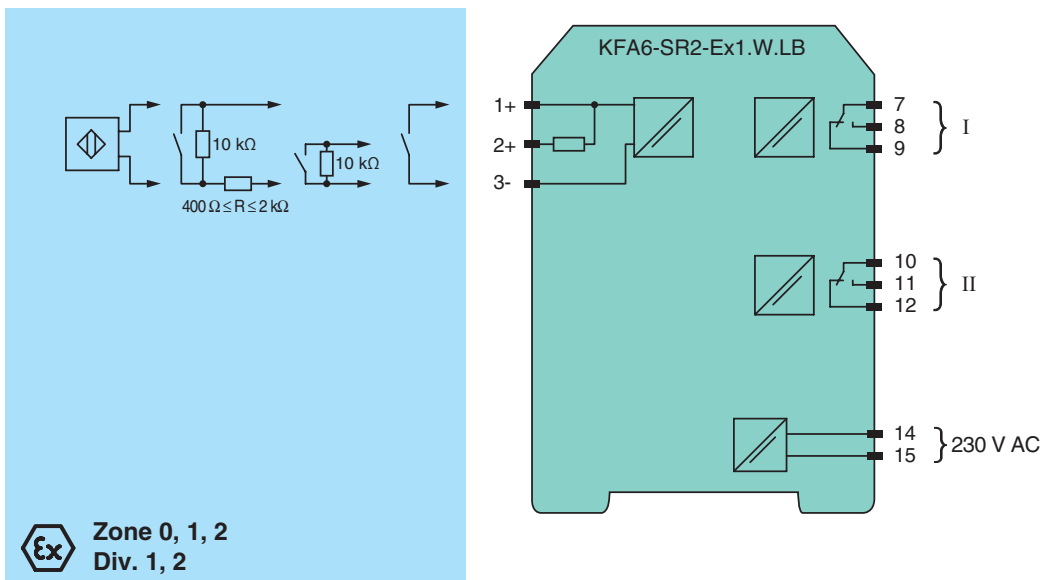 KFA6-SR2-Ex1.W.LB
10 kΩ
10 kΩ
400 Ω ≤ R ≤ 2 kΩ
1+
2+
3-
7
8
9
I
10
11
12
II
14
15
230 V AC
Ex
Zone 0, 1, 2
Div. 1, 2